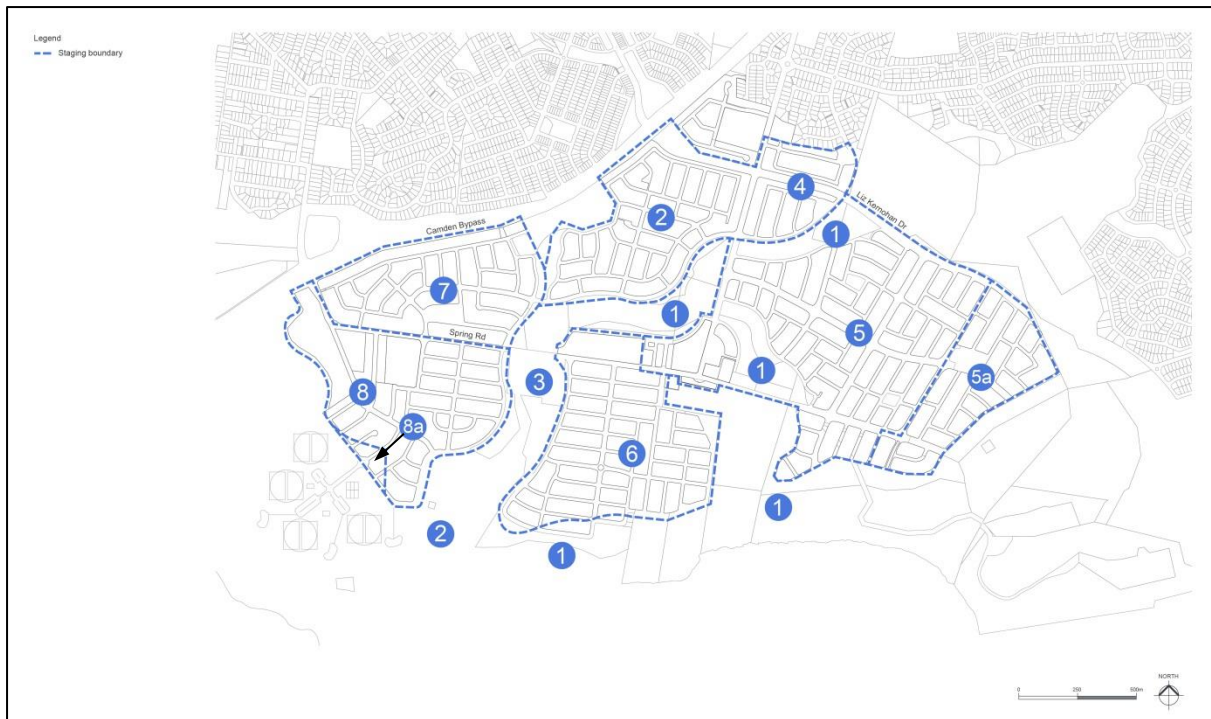 Legend
Staging boundary
4
2
Liz Kernohan Dr
Camden Bypass
1
7
1
5
Spring Rd
3
1
5a
8
8a
6
1
2
1
NORTH
0 250 500m